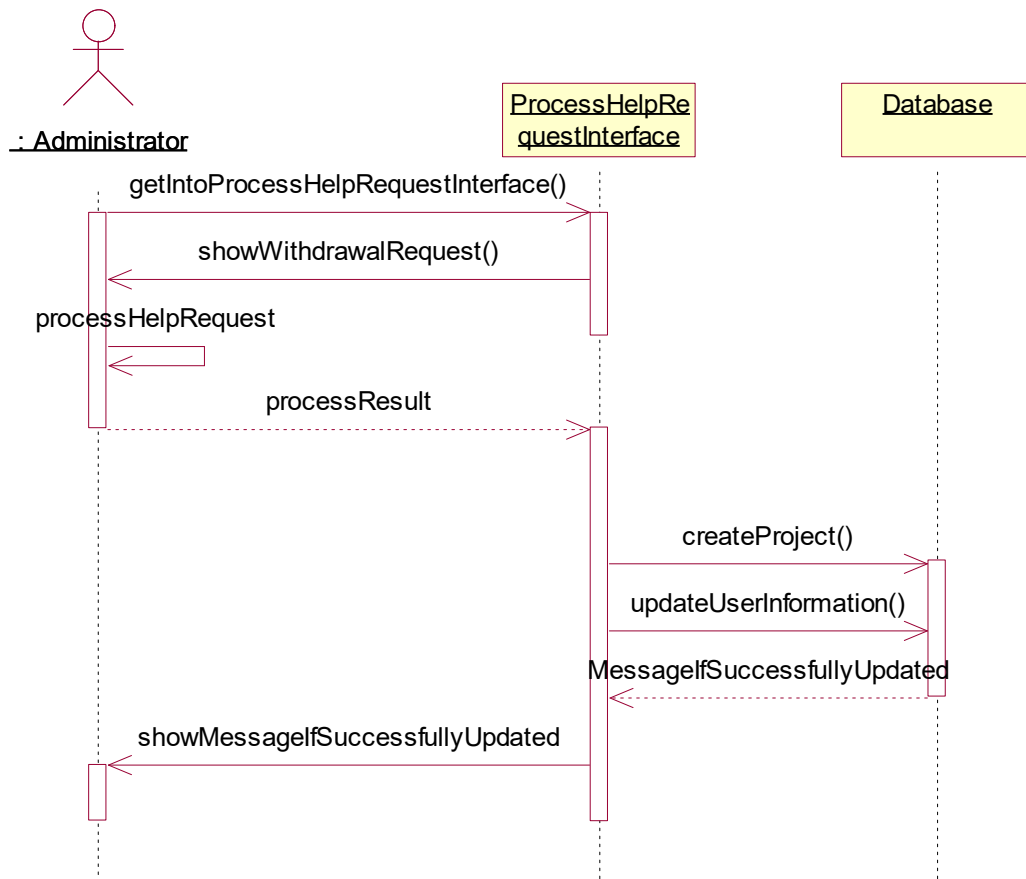 : Administrator
ProcessHelpRe
questInterface
Database
getIntoProcessHelpRequestInterface()
showWithdrawalRequest()
processHelpRequest
processResult
createProject()
updateUserInformation()
MessageIfSuccessfullyUpdated
showMessageIfSuccessfullyUpdated